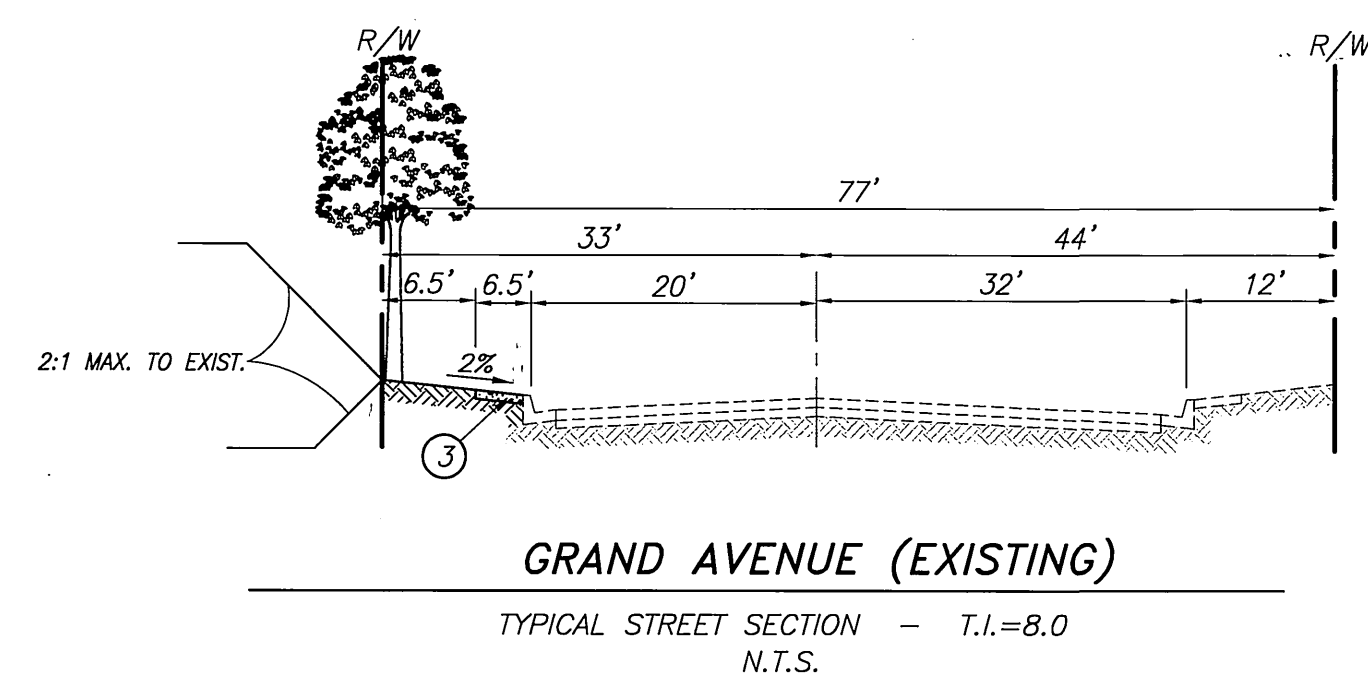 R/W
R/W
77'
33' 44'
6.5' 6.5' 20' 32' 12'
2:1 MAX. TO EXIST.
2%
3
GRAND AVENUE (EXISTING)
TYPICAL STREET SECTION – T.I.=8.0
N.T.S.